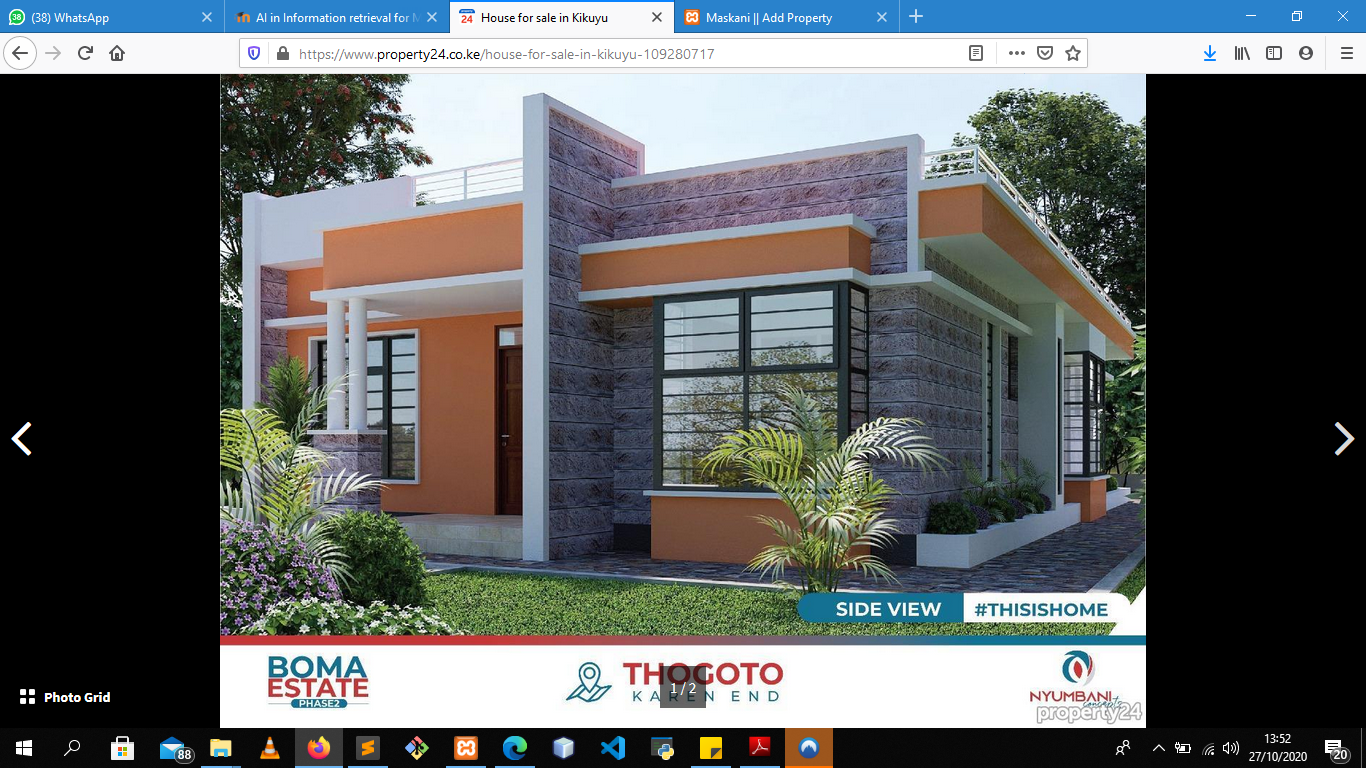 (38) WhatsApp
AI in Information retrieval for M
House for sale in Kikuyu
Maskani || Add Property
https://www.property24.co.ke/house-for-sale-in-kikuyu-109280717
SIDE VIEW
#THISISHOME
BOMA
ESTATE
PHASE2
THOGOTO
KAREN END
1 / 2
NYUMBANI
concepts
property24
Photo Grid
88
13:52
27/10/2020
20